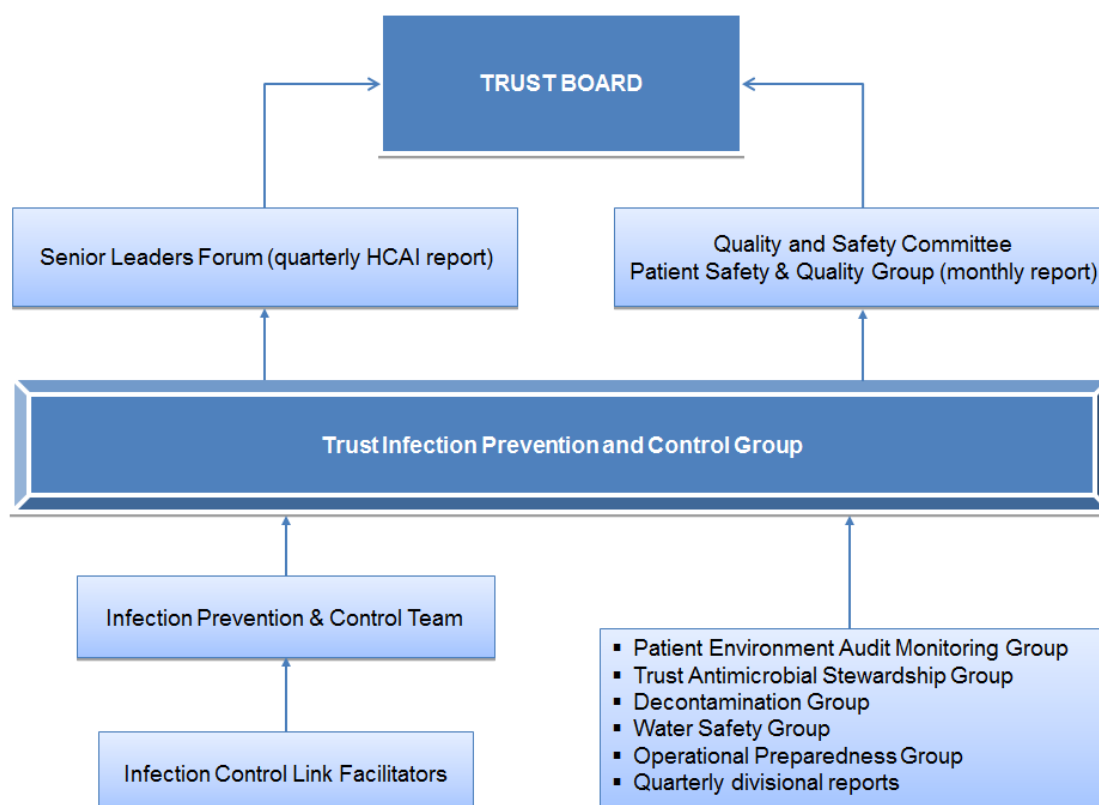 TRUST BOARD
Senior Leaders Forum (quarterly HCAI report)
Quality and Safety Committee
Patient Safety & Quality Group (monthly report)
Trust Infection Prevention and Control Group
Infection Prevention & Control Team
Infection Control Link Facilitators
▪ Patient Environment Audit Monitoring Group
▪ Trust Antimicrobial Stewardship Group
▪ Decontamination Group
▪ Water Safety Group
▪ Operational Preparedness Group
▪ Quarterly divisional reports